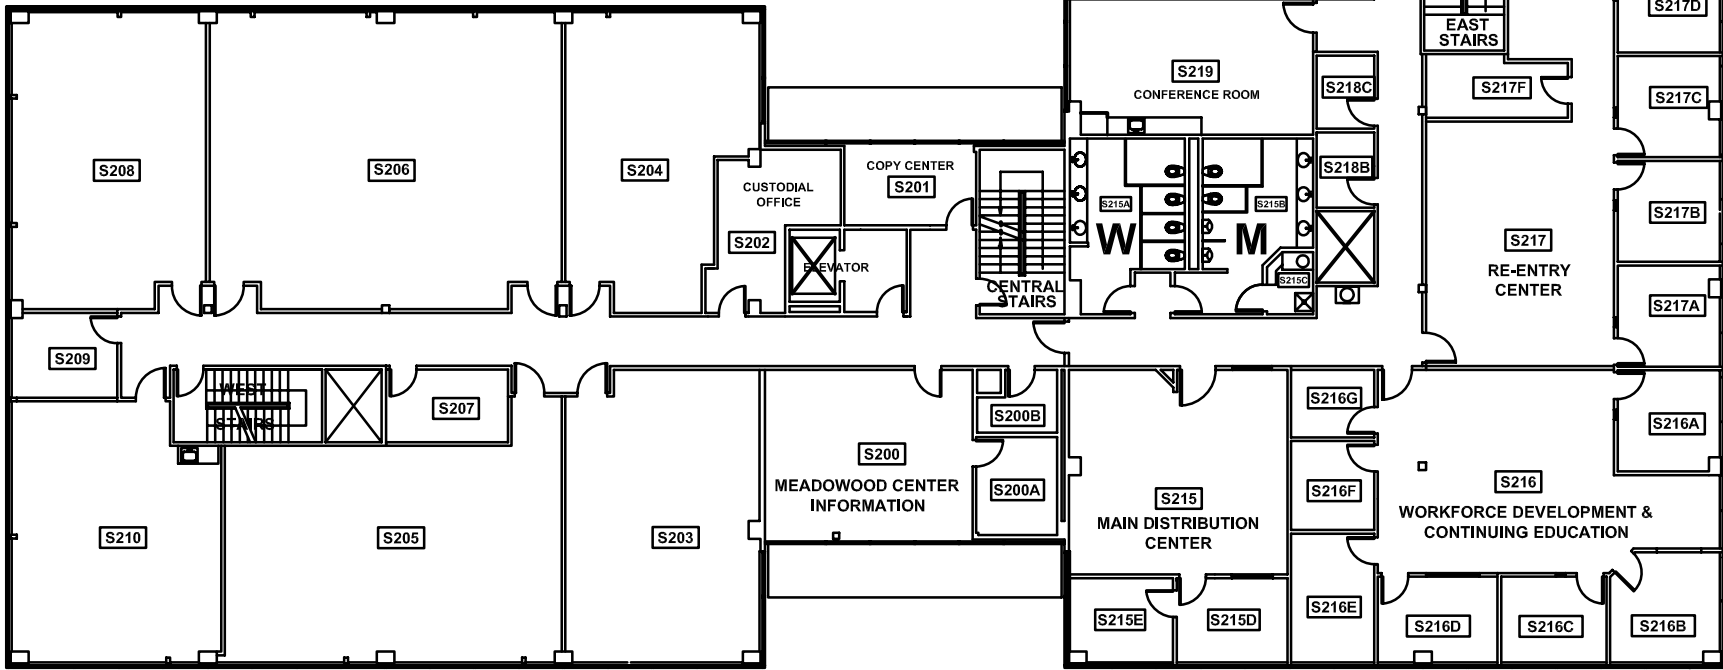 S217D
EAST
STAIRS
S219
CONFERENCE ROOM
S218C
S217F
S217C
S208
S206
S204
COPY CENTER
S201
CUSTODIAL
OFFICE
S202
ELEVATOR
CENTRAL
STAIRS
S215A
W
S215B
M
S215C
S218B
S217B
S217
RE-ENTRY
CENTER
S217A
S209
WEST
STAIRS
S207
S200B
S200
MEADOWOOD CENTER
INFORMATION
S200A
S216G
S216A
S216F
S216
WORKFORCE DEVELOPMENT &
CONTINUING EDUCATION
S215
MAIN DISTRIBUTION
CENTER
S210
S205
S203
S215E
S215D
S216E
S216D
S216C
S216B